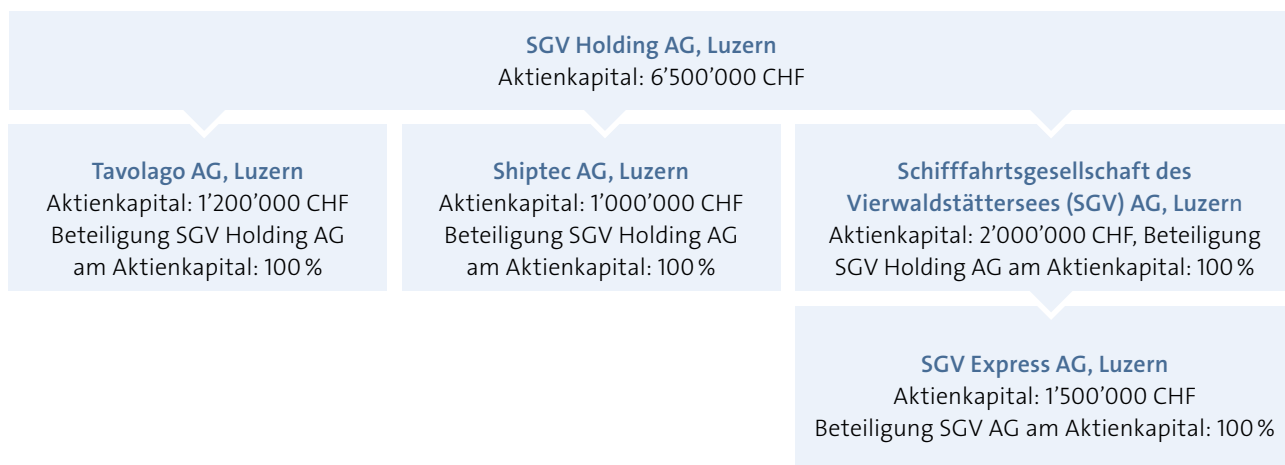 SGV Holding AG, Luzern
Aktienkapital: 6’500’000 CHF
Tavolago AG, Luzern
Aktienkapital: 1’200’000 CHF
Beteiligung SGV Holding AG
am Aktienkapital: 100 %
Shiptec AG, Luzern
Aktienkapital: 1’000’000 CHF
Beteiligung SGV Holding AG
am Aktienkapital: 100 %
Schifffahrtsgesellschaft des
Vierwaldstättersees (SGV) AG, Luzern
Aktienkapital: 2’000’000 CHF, Beteiligung
SGV Holding AG am Aktienkapital: 100 %
SGV Express AG, Luzern
Aktienkapital: 1’500’000 CHF
Beteiligung SGV AG am Aktienkapital: 100 %